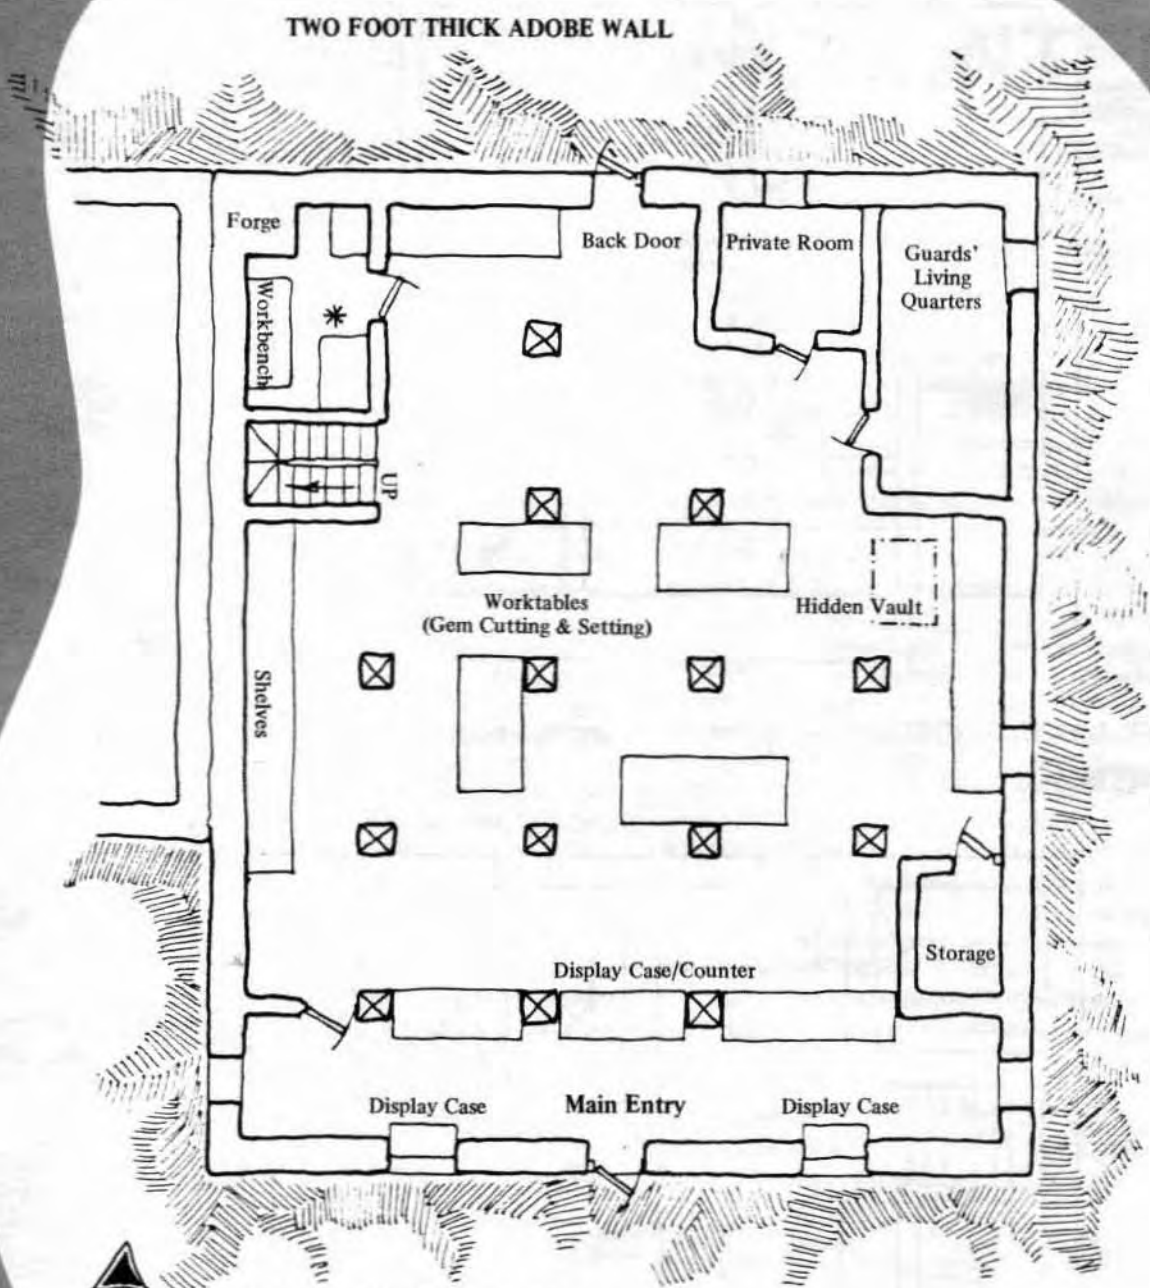 TWO FOOT THICK ADOBE WALL
Forge
Back Door
Private Room
Guards'
Living
Quarters
Workbench
UP
Worktables
(Gem Cutting & Setting)
Hidden Vault
Shelves
Storage
Display Case/Counter
Display Case
Main Entry
Display Case